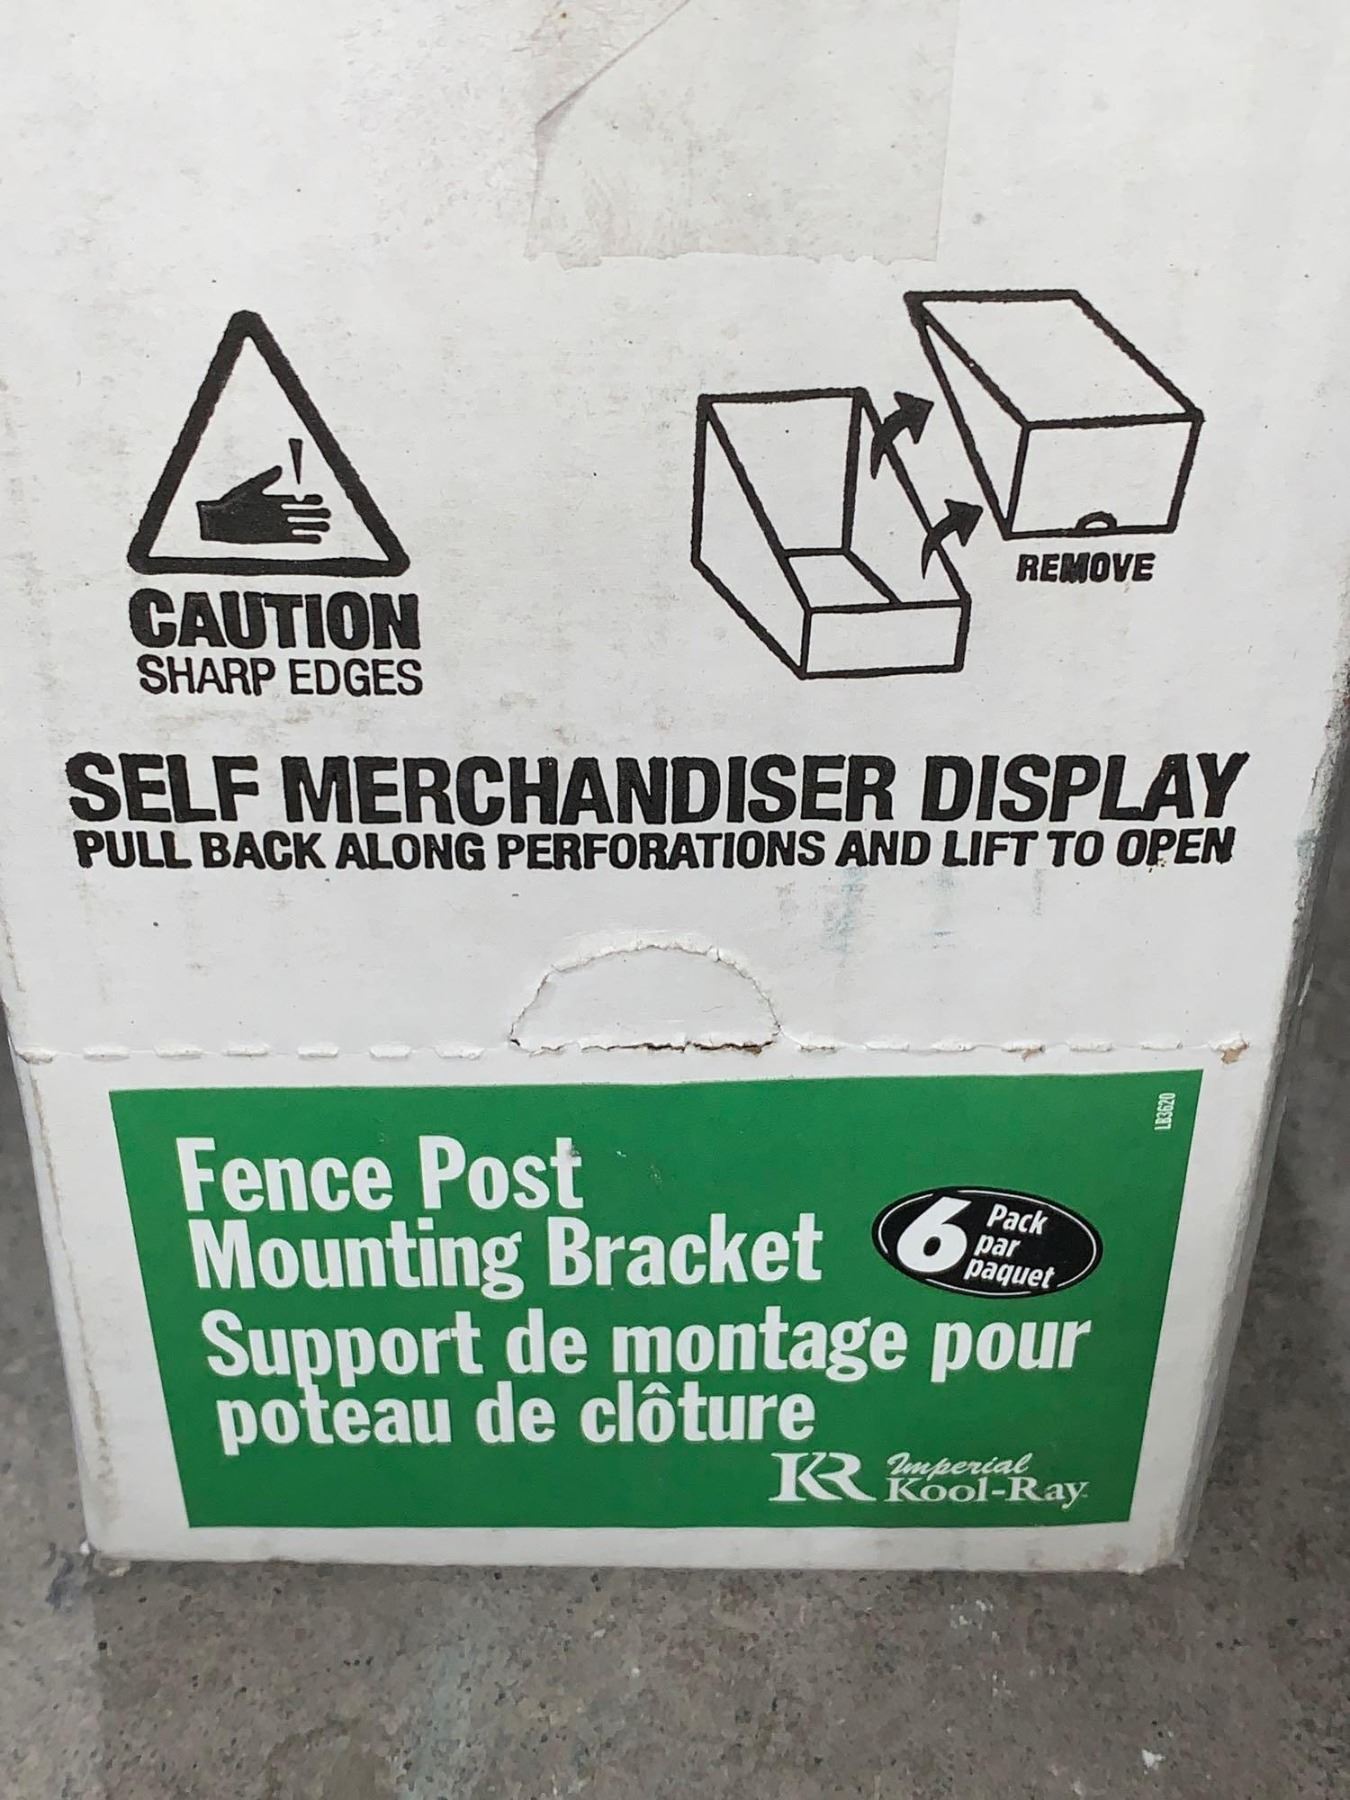 REMOVE
CAUTION
SHARP EDGES
SELF MERCHANDISER DISPLAY
PULL BACK ALONG PERFORATIONS AND LIFT TO OPEN
LB3620
Fence Post
Mounting Bracket
6 Pack
par
paquet
Support de montage pour
poteau de clôture
KR Imperial
Kool-Ray